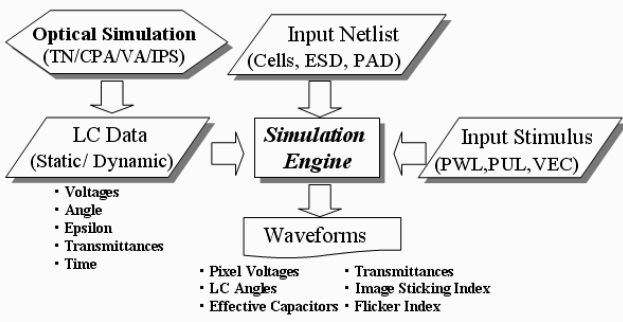 Optical Simulation
(TN/CPA/VA/IPS)
Input Netlist
(Cells, ESD, PAD)
LC Data
(Static/ Dynamic)
Simulation
Engine
Input Stimulus
(PWL,PUL,VEC)
・Voltages
・Angle
・Epsilon
・Transmittances
・Time
Waveforms
・Pixel Voltages
・LC Angles
・Effective Capacitors
・Transmittances
・Image Sticking Index
・Flicker Index